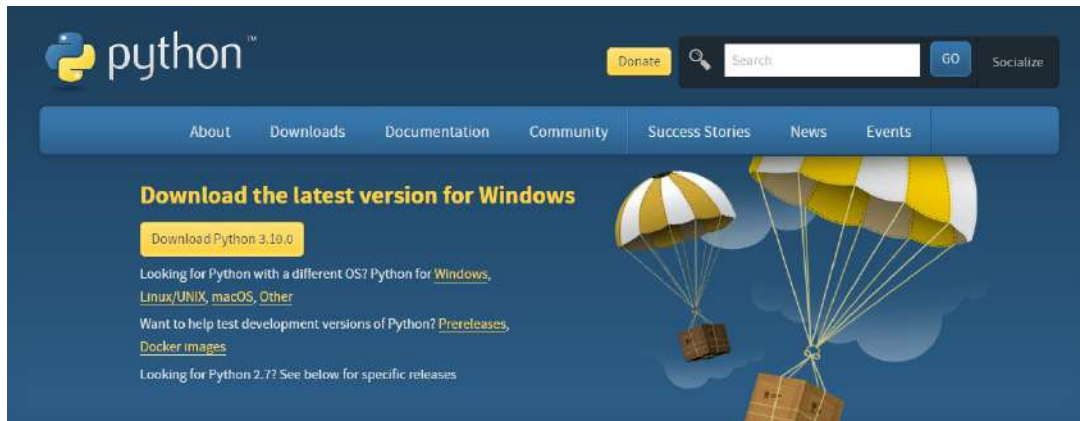 python™
Donate
Search
GO
Socialize
About Downloads Documentation Community Success Stories News Events
Download the latest version for Windows
Download Python 3.10.0
Looking for Python with a different OS? Python for Windows,
Linux/UNIX, macOS, Other
Want to help test development versions of Python? Prereleases,
Docker images
Looking for Python 2.7? See below for specific releases